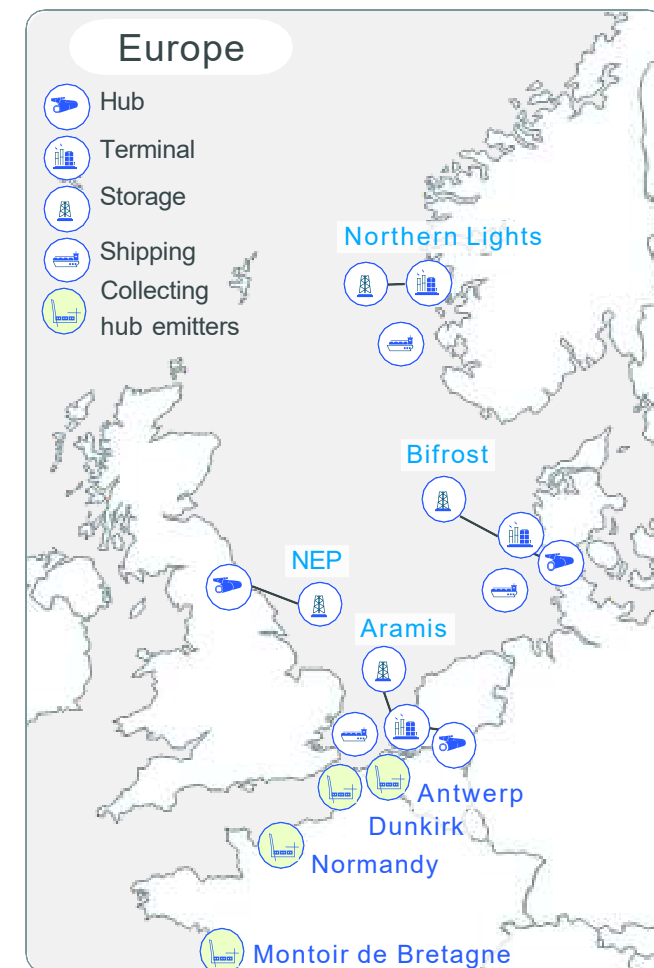 Europe
Hub
Terminal
Storage
Shipping
Collecting
hub emitters
Northern Lights
Bifrost
NEP
Aramis
Antwerp
Dunkirk
Normandy
Montoir de Bretagne